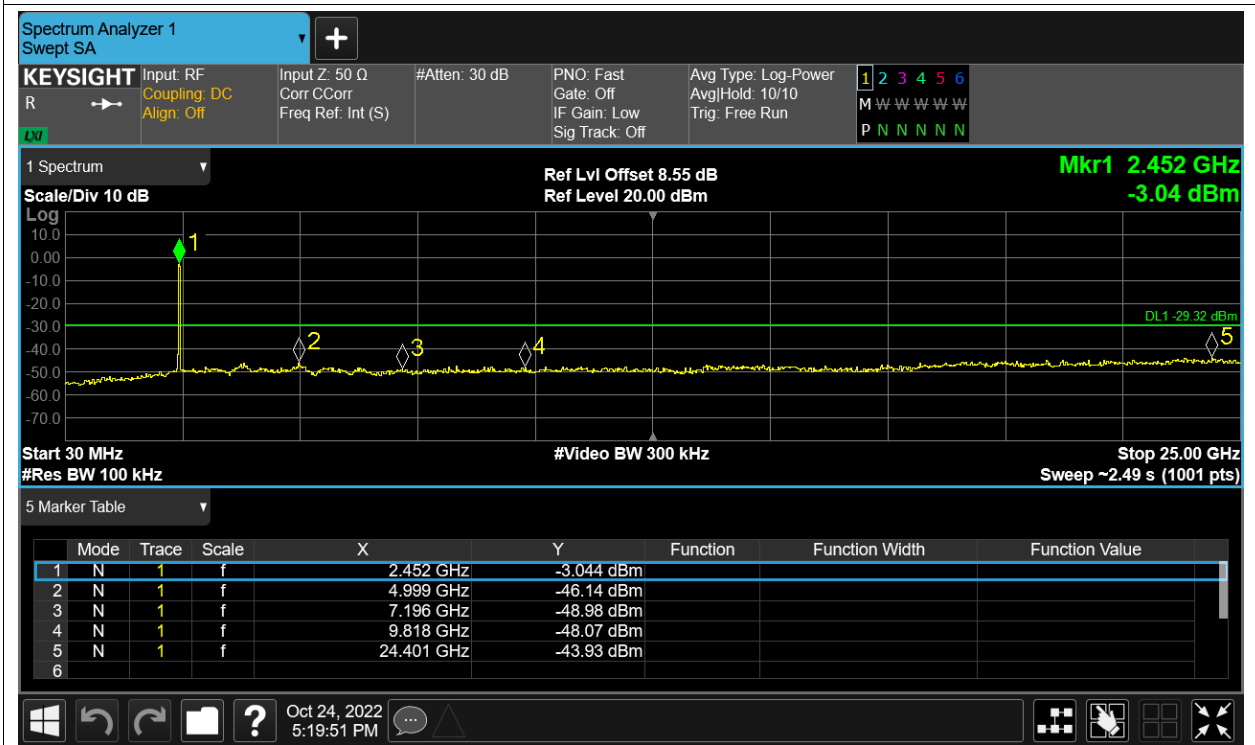 Spectrum Analyzer 1
Swept SA
KEYSIGHT
R
LXI
Input: RF
Coupling: DC
Align: Off
Input Z: 50 Ω
Corr CCorr
Freq Ref: Int (S)
#Atten: 30 dB
PNO: Fast
Gate: Off
IF Gain: Low
Sig Track: Off
Avg Type: Log-Power
Avg|Hold: 10/10
Trig: Free Run
1 2 3 4 5 6
M W W W W W
P N N N N N
1 Spectrum
Scale/Div 10 dB
Ref Lvl Offset 8.55 dB
Ref Level 20.00 dBm
Mkr1 2.452 GHz
-3.04 dBm
Log
10.0
0.00
-10.0
-20.0
-30.0
-40.0
-50.0
-60.0
-70.0
1
2
3
4
5
DL1 -29.32 dBm
Start 30 MHz
#Video BW 300 kHz
Stop 25.00 GHz
#Res BW 100 kHz
Sweep ~2.49 s (1001 pts)
5 Marker Table
Mode Trace Scale X Y Function Function Width Function Value
1 N 1 f 2.452 GHz -3.044 dBm
2 N 1 f 4.999 GHz -46.14 dBm
3 N 1 f 7.196 GHz -48.98 dBm
4 N 1 f 9.818 GHz -48.07 dBm
5 N 1 f 24.401 GHz -43.93 dBm
6
?
Oct 24, 2022
5:19:51 PM